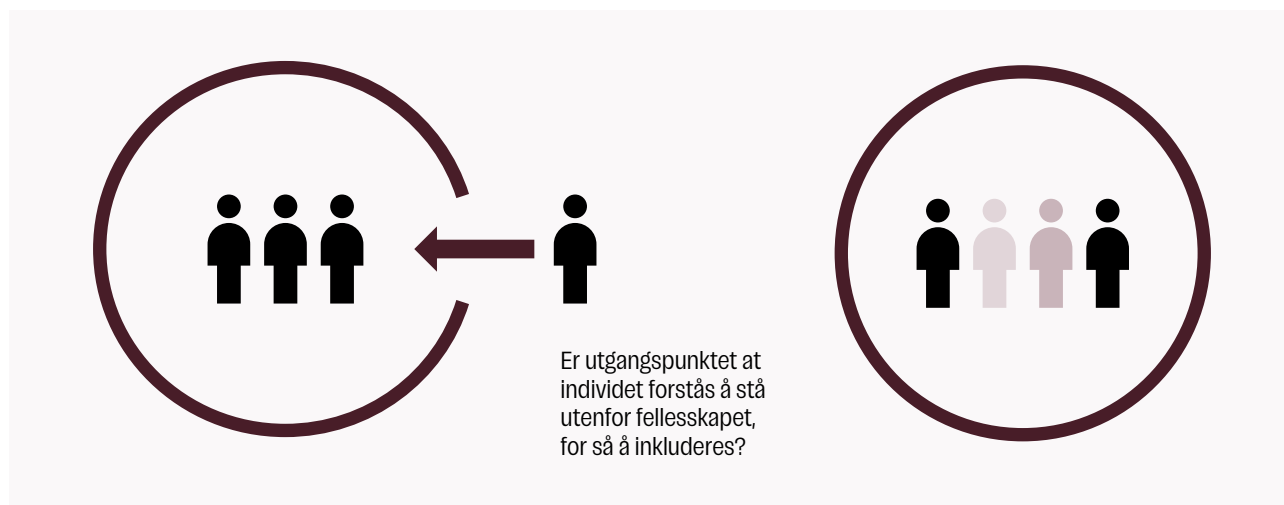 Er utgangspunktet at
individet forstås å stå
utenfor fellesskapet,
for så å inkluderes?